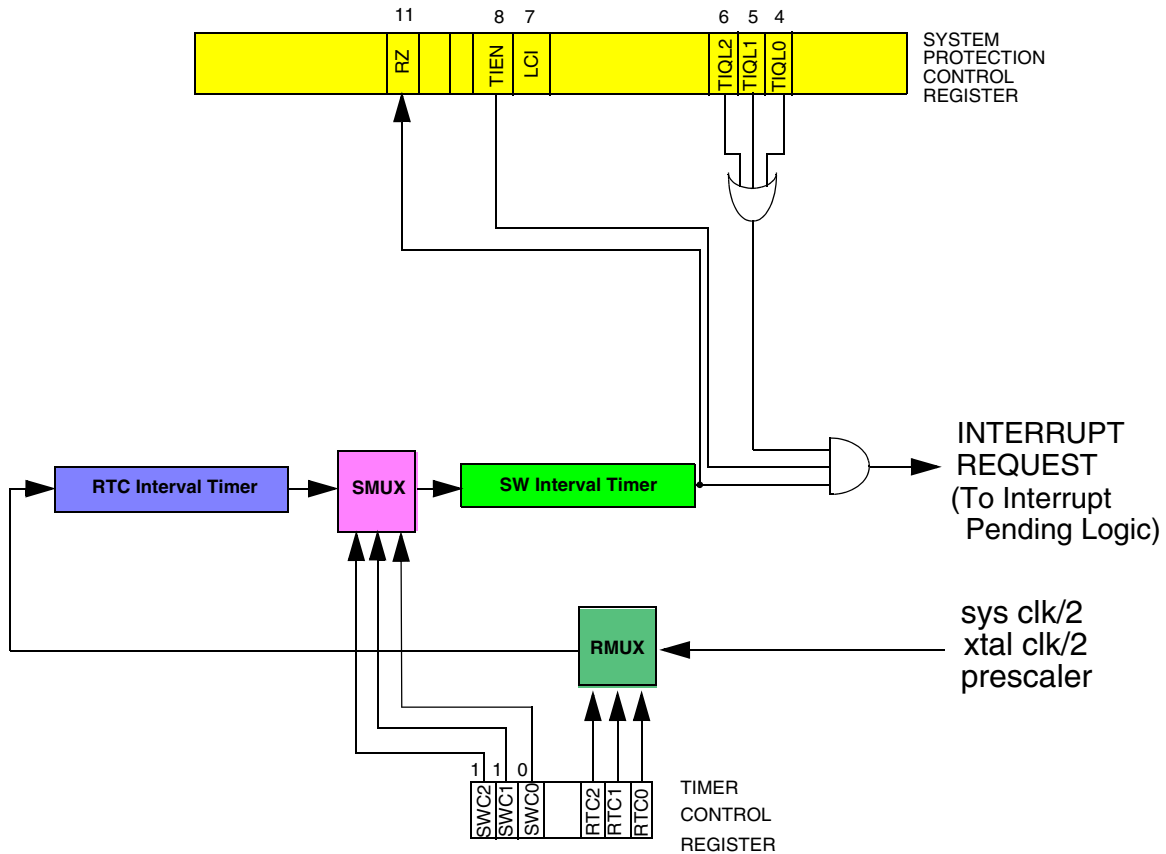 11
8
7
6
5
4
RZ
TIEN
LCI
TIQL2
TIQL1
TIQL0
SYSTEM
PROTECTION
CONTROL
REGISTER
INTERRUPT
REQUEST
(To Interrupt
Pending Logic)
RTC Interval Timer
SMUX
SW Interval Timer
RMUX
sys clk/2
xtal clk/2
prescaler
1
1
0
SWC2
SWC1
SWC0
RTC2
RTC1
RTC0
TIMER
CONTROL
REGISTER